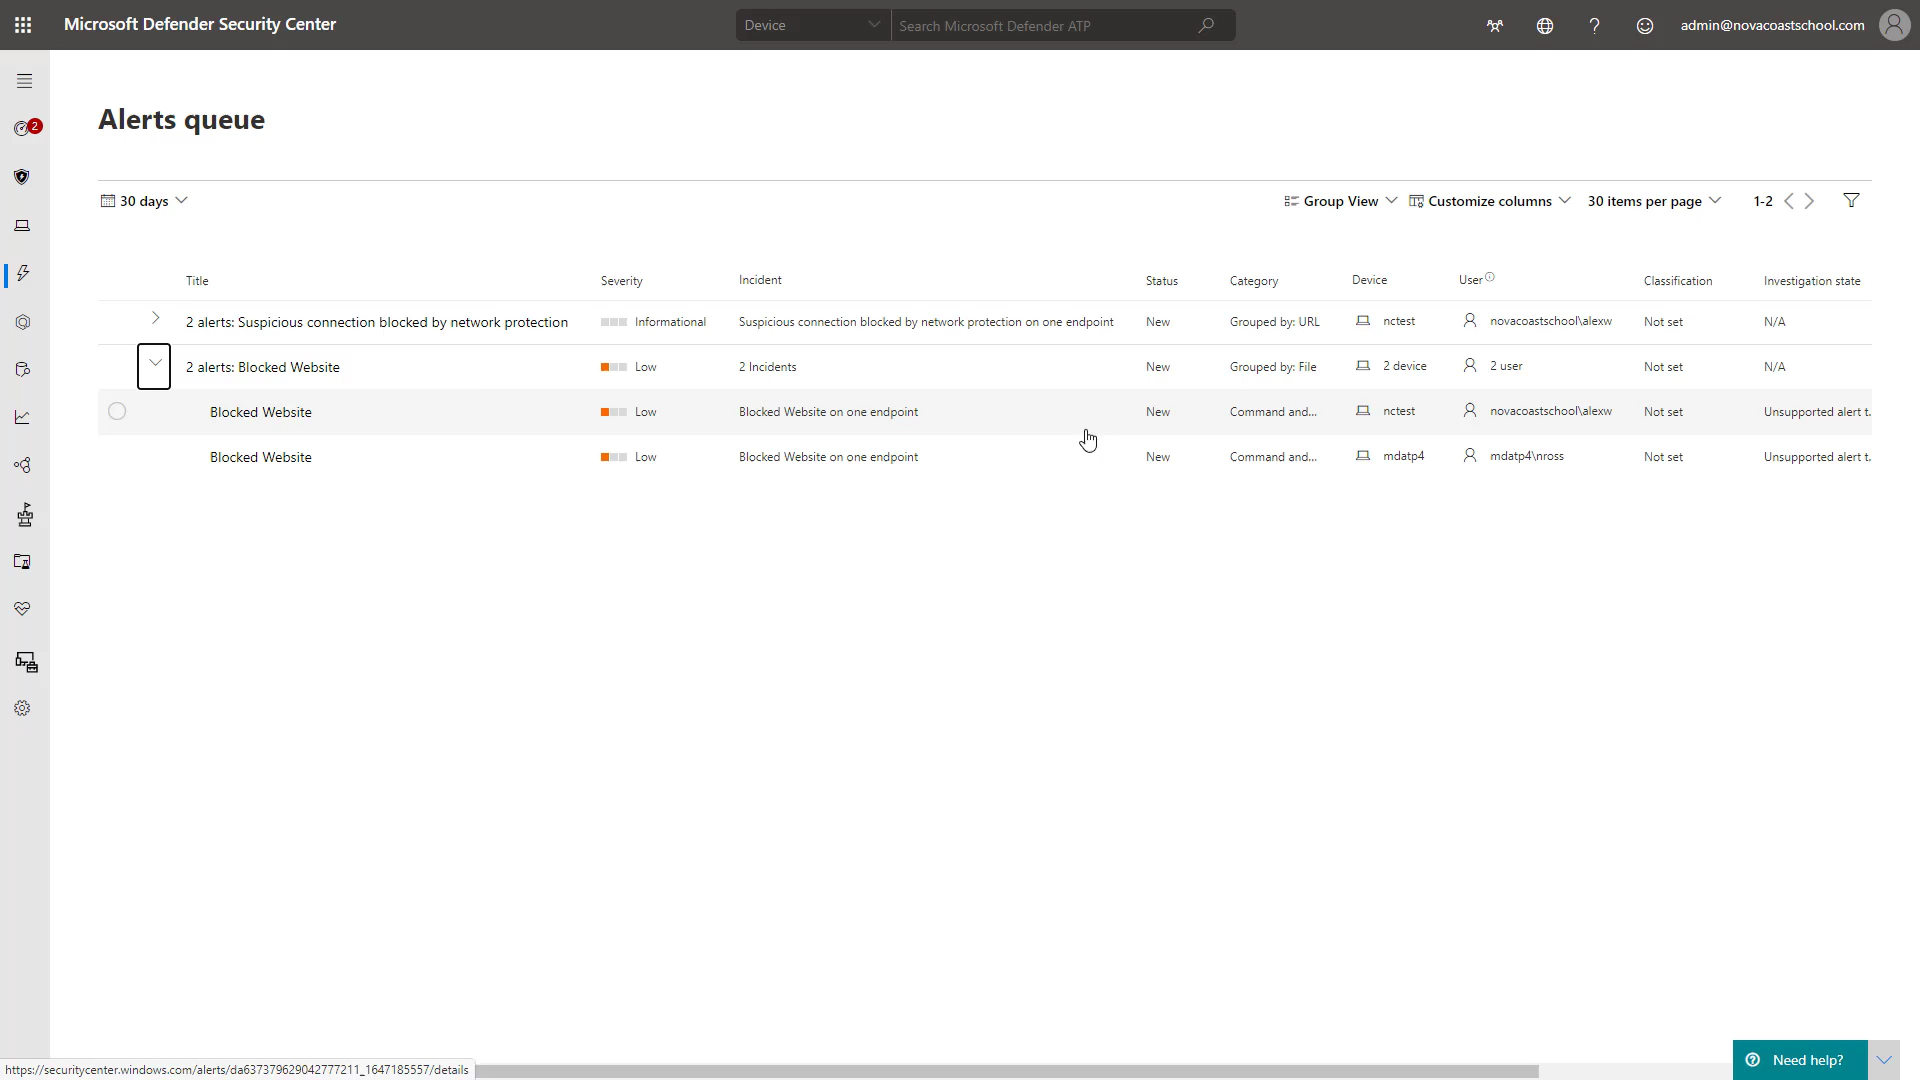 Microsoft Defender Security Center
Device
Search Microsoft Defender ATP
?
admin@novacoastschool.com
2
Alerts queue
30 days
Group View
Customize columns
30 items per page
1-2
Title Severity Incident Status Category Device User Classification Investigation state
2 alerts: Suspicious connection blocked by network protection Informational Suspicious connection blocked by network protection on one endpoint New Grouped by: URL nctest novacoastschool\alexw Not set N/A
2 alerts: Blocked Website Low 2 Incidents New Grouped by: File 2 device 2 user Not set N/A
Blocked Website Low Blocked Website on one endpoint New Command and... nctest novacoastschool\alexw Not set Unsupported alert t.
Blocked Website Low Blocked Website on one endpoint New Command and... mdatp4 mdatp4\nross Not set Unsupported alert t.
Need help?
https://securitycenter.windows.com/alerts/da637379629042777211_1647185557/details